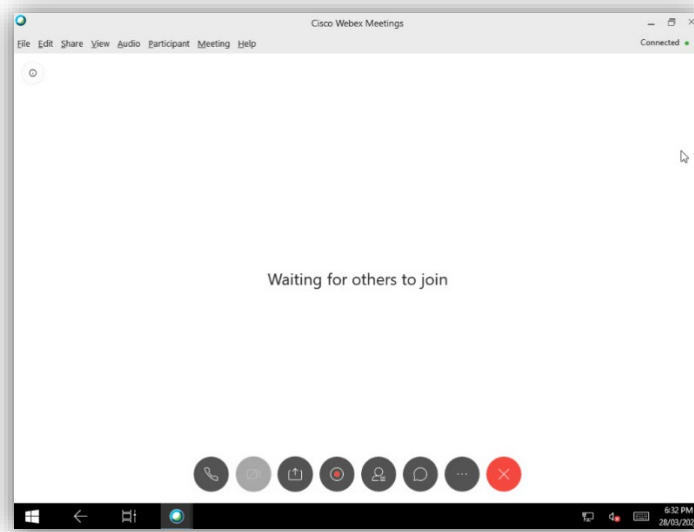 Cisco Webex Meetings
File Edit Share View Audio Participant Meeting Help
Connected
Waiting for others to join
6:32 PM